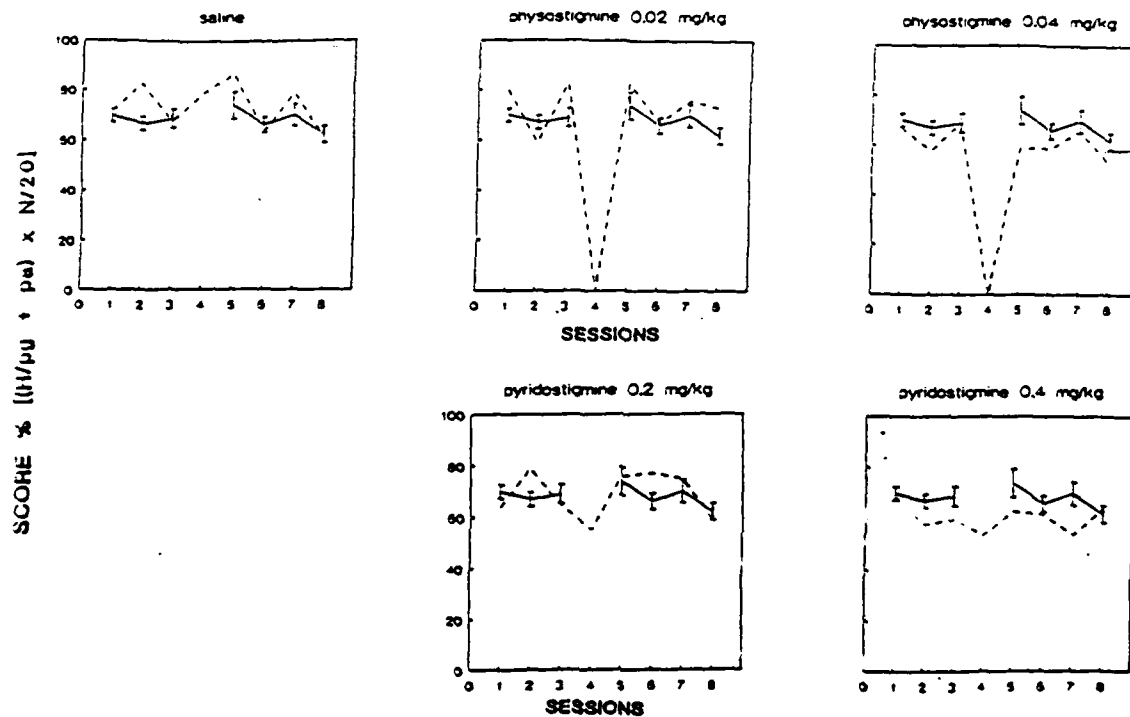 saline
physostigmine 0.02 mg/kg
physostigmine 0.04 mg/kg
SCORE % [(H/pg + pa) x N/20]
100
80
60
40
20
0
0 1 2 3 4 5 6 7 8
0 1 2 3 4 5 6 7 8
0 1 2 3 4 5 6 7 8
SESSIONS
pyridostigmine 0.2 mg/kg
pyridostigmine 0.4 mg/kg
100
80
60
40
20
0
0 1 2 3 4 5 6 7 8
0 1 2 3 4 5 6 7 8
SESSIONS